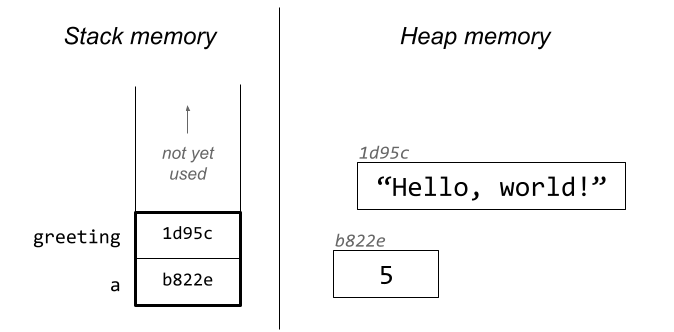 Stack memory
Heap memory
not yet
used
1d95c
“Hello, world!”
greeting
1d95c
b822e
a
b822e
5